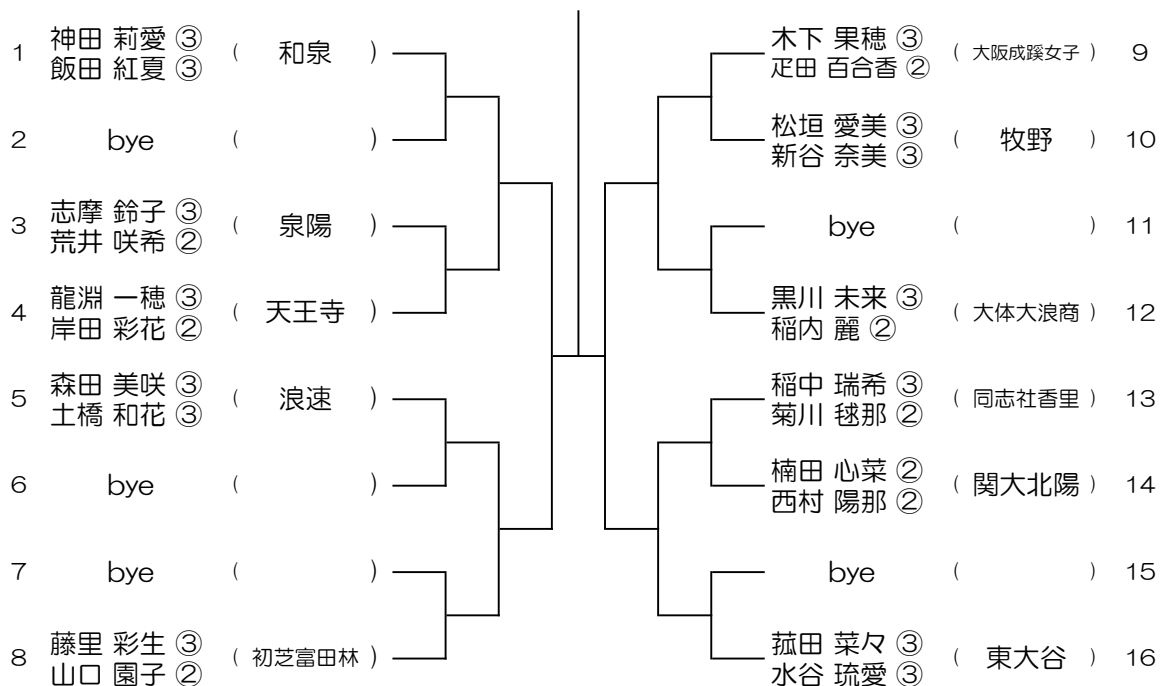 1 神田 莉愛 ③ ( 和泉 )
飯田 紅夏 ③
2 bye ( )
3 志摩 鈴子 ③ ( 泉陽 )
荒井 咲希 ②
4 龍淵 一穂 ③ ( 天王寺 )
岸田 彩花 ②
5 森田 美咲 ③ ( 浪速 )
土橋 和花 ③
6 bye ( )
7 bye ( )
8 藤里 彩生 ③ ( 初芝富田林 )
山口 園子 ②
木下 果穂 ③ ( 大阪成蹊女子 ) 9
疋田 百合香 ②
松垣 愛美 ③ ( 牧野 ) 10
新谷 奈美 ③
bye ( ) 11
黒川 未来 ③ ( 大体大浪商 ) 12
稲内 麗 ②
稲中 瑞希 ③ ( 同志社香里 ) 13
菊川 毬那 ②
楠田 心菜 ② ( 関大北陽 ) 14
西村 陽那 ②
bye ( ) 15
菰田 菜々 ③ ( 東大谷 ) 16
水谷 琉愛 ③